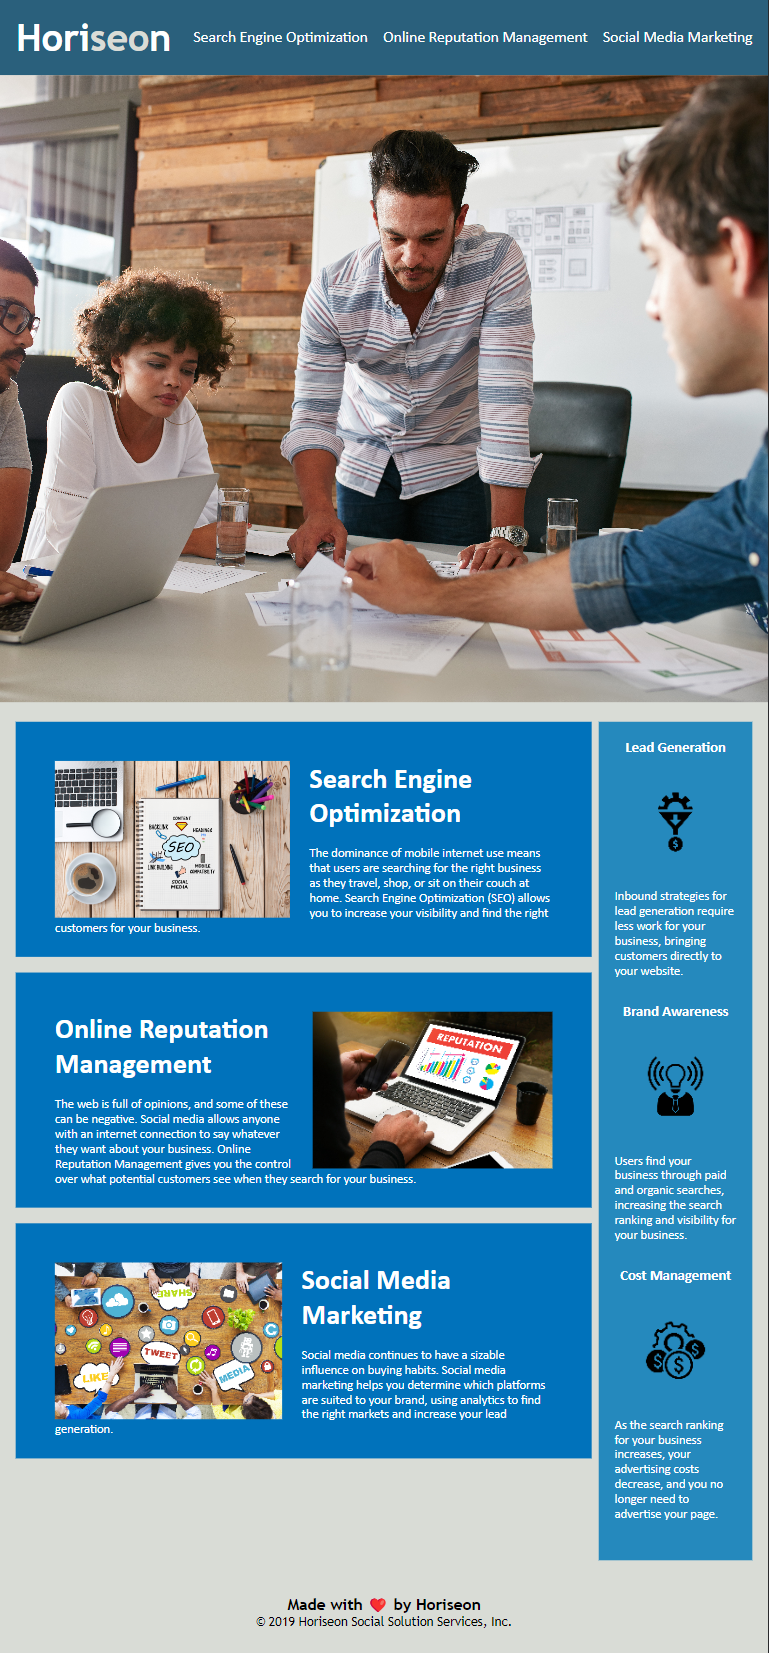 Horiseon
Search Engine Optimization
Online Reputation Management
Social Media Marketing
CONTENT
BACKLINK
HEADINGS
SEO
LINK BUILDING
MOBILE
COMPATIBILITY
SOCIAL
MEDIA
Search Engine
Optimization
The dominance of mobile internet use means
that users are searching for the right business
as they travel, shop, or sit on their couch at
home. Search Engine Optimization (SEO) allows
you to increase your visibility and find the right
customers for your business.
Online Reputation
Management
The web is full of opinions, and some of these
can be negative. Social media allows anyone
with an internet connection to say whatever
they want about your business. Online
Reputation Management gives you the control
over what potential customers see when they search for your business.
REPUTATION
SHARE
TWEET
LIKE
MEDIA
Social Media
Marketing
Social media continues to have a sizable
influence on buying habits. Social media
marketing helps you determine which platforms
are suited to your brand, using analytics to find
the right markets and increase your lead
generation.
Lead Generation
$
Inbound strategies for
lead generation require
less work for your
business, bringing
customers directly to
your website.
Brand Awareness
Users find your
business through paid
and organic searches,
increasing the search
ranking and visibility for
your business.
Cost Management
$ $ $
As the search ranking
for your business
increases, your
advertising costs
decrease, and you no
longer need to
advertise your page.
Made with ❤️ by Horiseon
© 2019 Horiseon Social Solution Services, Inc.